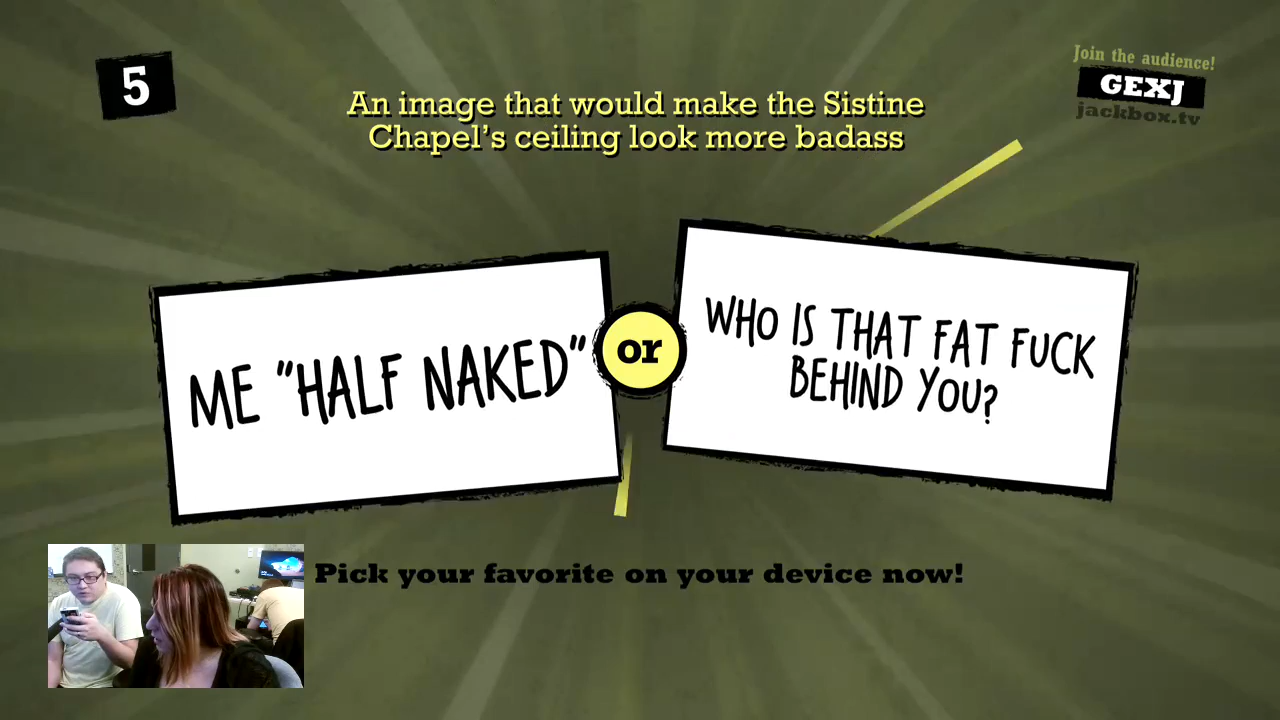 5
An image that would make the Sistine
Chapel's ceiling look more badass
Join the audience!
GEXJ
jackbox.tv
ME "HALF NAKED"
or
WHO IS THAT FAT FUCK
BEHIND YOU?
Pick your favorite on your device now!